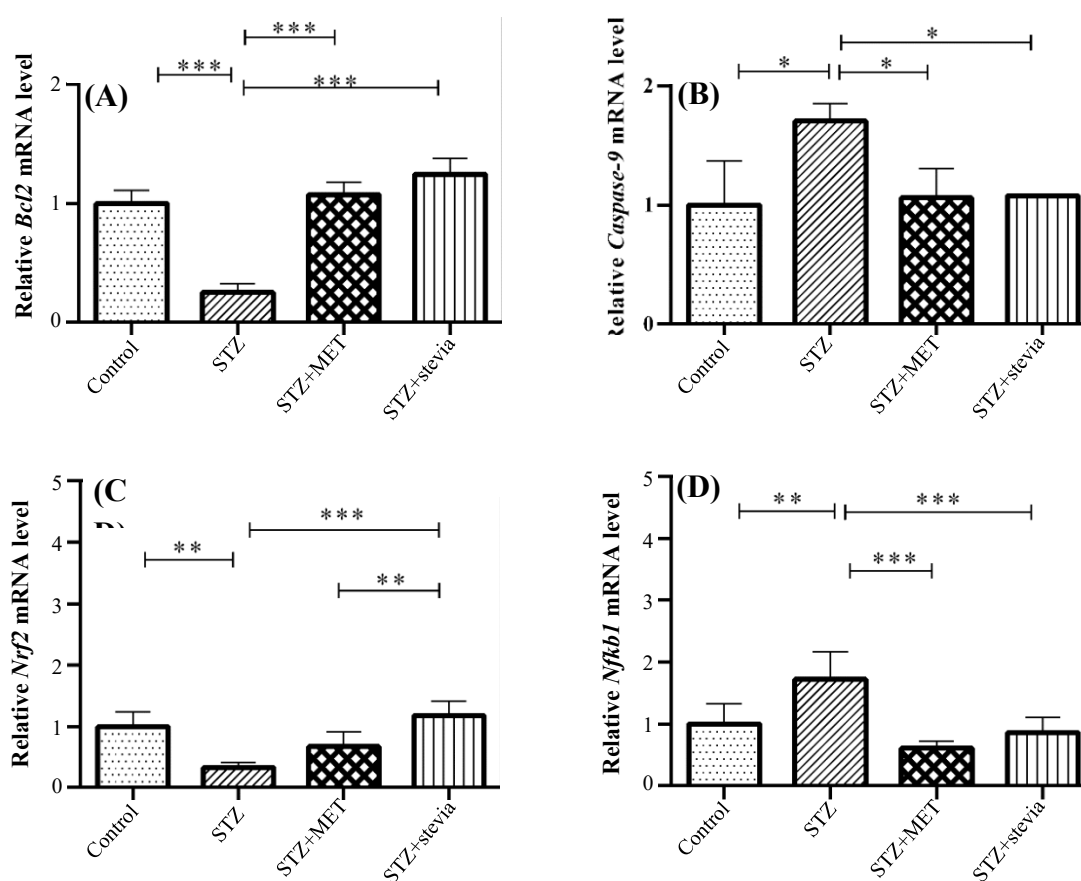 ***
***
***
(A)
Relative Bcl2 mRNA level
2
1
0
Control
STZ
STZ+MET
STZ+stevia
*
*
*
(B)
Relative Caspase-9 mRNA level
2
1
0
Control
STZ
STZ+MET
STZ+stevia
(C
***
**
**
Relative Nrf2 mRNA level
5
4
3
2
1
0
Control
STZ
STZ+MET
STZ+stevia
(D)
**
***
***
Relative Nfkb1 mRNA level
5
4
3
2
1
0
Control
STZ
STZ+MET
STZ+stevia